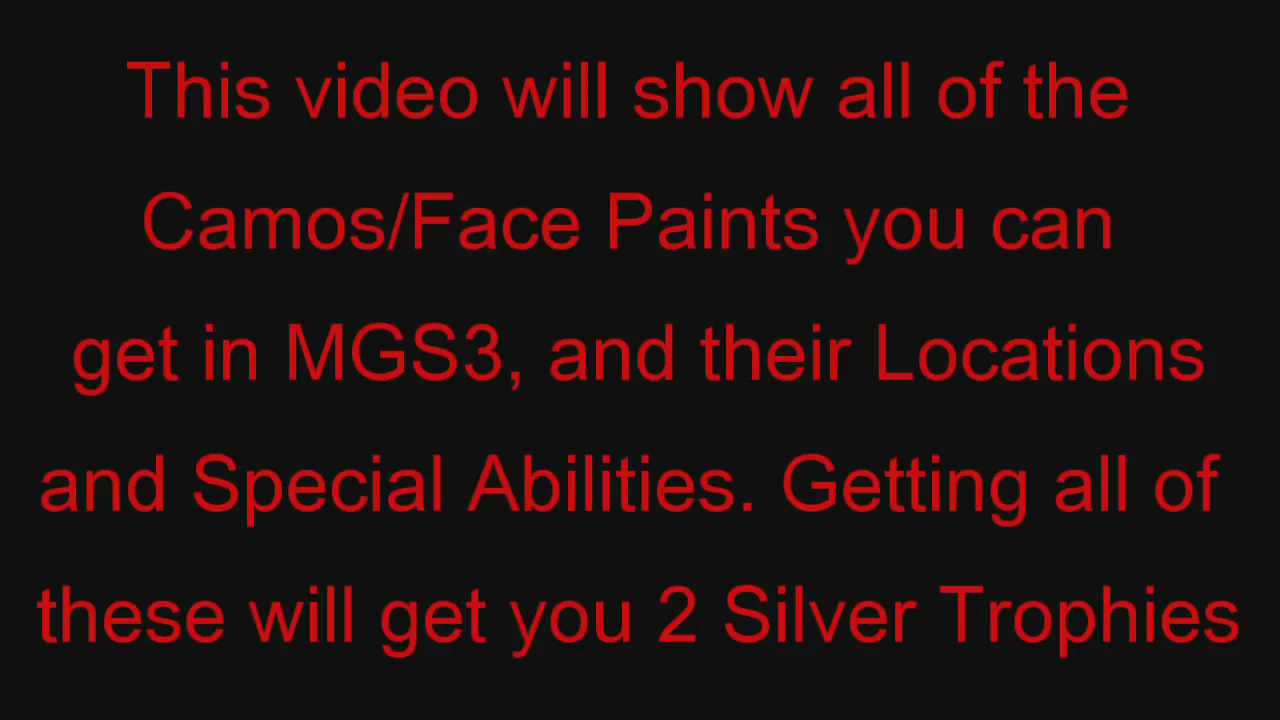 This video will show all of the
Camos/Face Paints you can
get in MGS3, and their Locations
and Special Abilities. Getting all of
these will get you 2 Silver Trophies